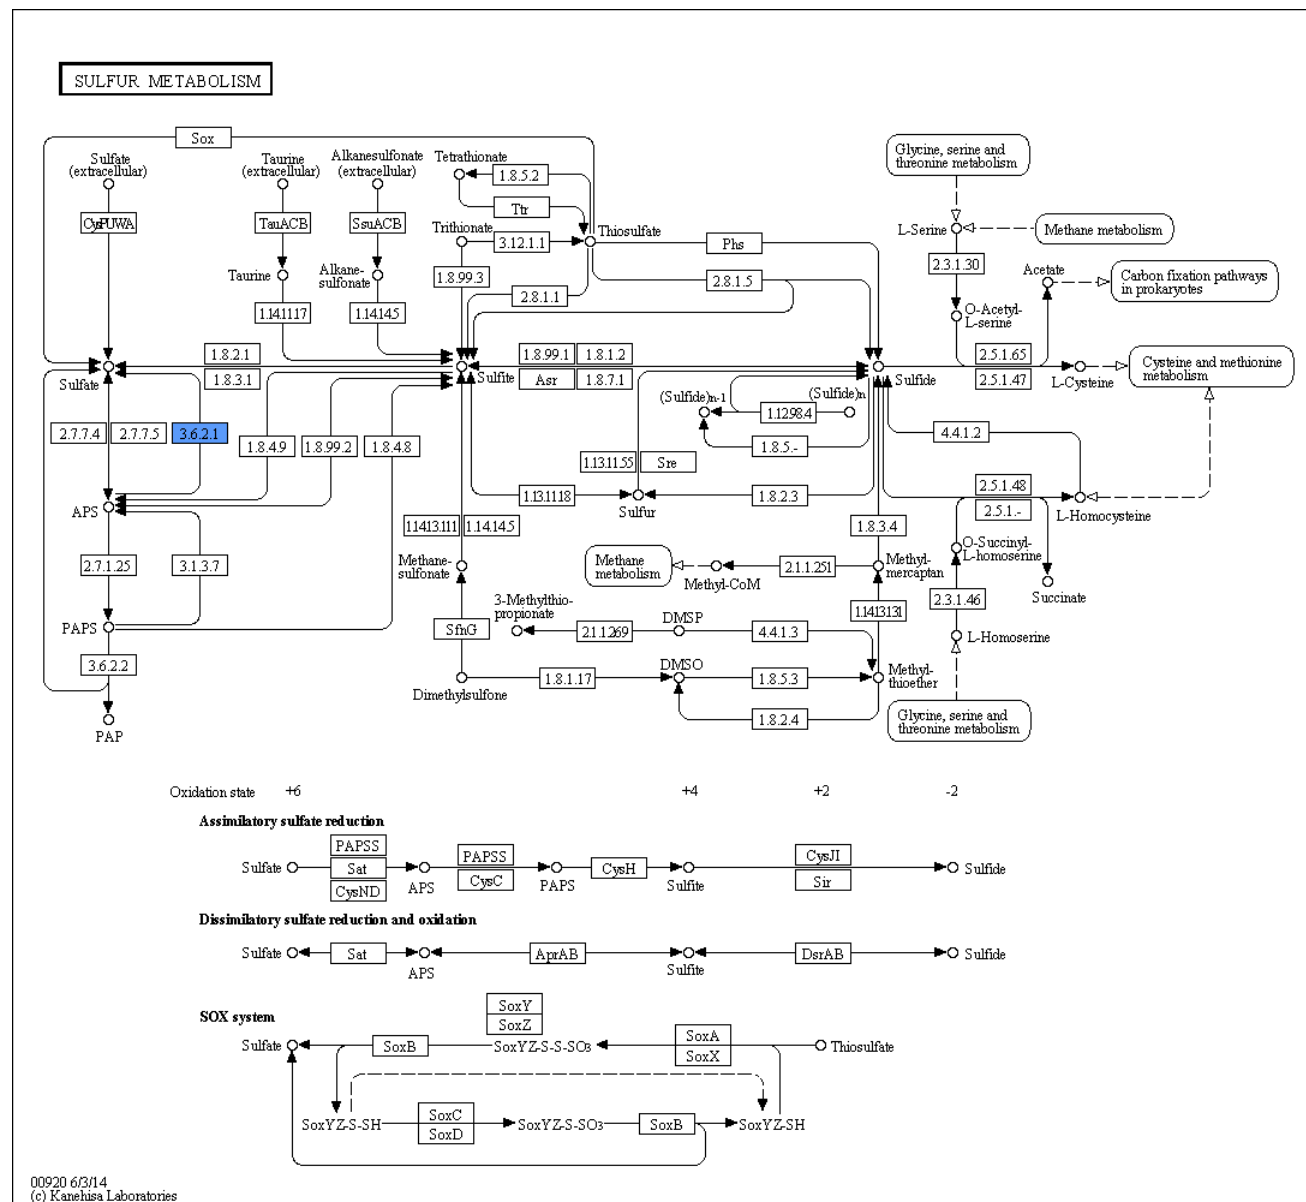 SULFUR METABOLISM
Sox
Sulfate
(extracellular)
Taurine
(extracellular)
Alkanesulfonate
(extracellular)
Tetrathionate
1.8.5.2
Ttr
Glycine, serine and
threonine metabolism
CysPUWA
TauACB
SsuACB
Trithionate
3.12.1.1
Thiosulfate
Phs
L-Serine
Methane metabolism
1.8.99.3
2.8.1.1
2.8.1.5
2.3.1.30
Taurine
Alkane-
sulfonate
Acetate
Carbon fixation pathways
in prokaryotes
1.14.11.17
1.14.14.5
O-Acetyl-
L-serine
1.8.2.1
1.8.3.1
1.8.99.1
1.8.1.2
Asr
1.8.7.1
2.5.1.65
2.5.1.47
Sulfate
Sulfite
Sulfide
L-Cysteine
Cysteine and methionine
metabolism
(Sulfide)n-1
1.12.98.4
(Sulfide)n
2.7.7.4
2.7.7.5
3.6.2.1
1.8.4.9
1.8.99.2
1.8.4.8
1.8.5.-
4.4.1.2
1.13.11.55
Sre
1.13.11.18
Sulfur
1.8.2.3
2.5.1.48
2.5.1.-
L-Homocysteine
APS
1.14.13.111
1.14.14.5
1.8.3.4
2.7.1.25
3.1.3.7
Methane-
sulfonate
Methane
metabolism
Methyl-CoM
2.1.1.251
Methyl-
mercaptan
O-Succinyl-
L-homoserine
Succinate
PAPS
SfnG
3-Methylthio-
propionate
2.1.1.269
DMSP
4.4.1.3
1.14.13.131
2.3.1.46
L-Homoserine
3.6.2.2
Dimethylsulfone
1.8.1.17
DMSO
1.8.5.3
Methyl-
thioether
1.8.2.4
Glycine, serine and
threonine metabolism
PAP
Oxidation state +6 +4 +2 -2
Assimilatory sulfate reduction
PAPSS
PAPSS
CysJI
Sulfate
Sat
APS
CysC
PAPS
CysH
Sulfite
Sir
Sulfide
CysND
Dissimilatory sulfate reduction and oxidation
Sulfate
Sat
APS
AprAB
Sulfite
DsrAB
Sulfide
SOX system
SoxY
SoxZ
Sulfate
SoxB
SoxYZ-S-S-SO3
SoxA
SoxX
Thiosulfate
SoxYZ-S-SH
SoxC
SoxD
SoxYZ-S-SO3
SoxB
SoxYZ-SH
00920 6/3/14
(c) Kanehisa Laboratories